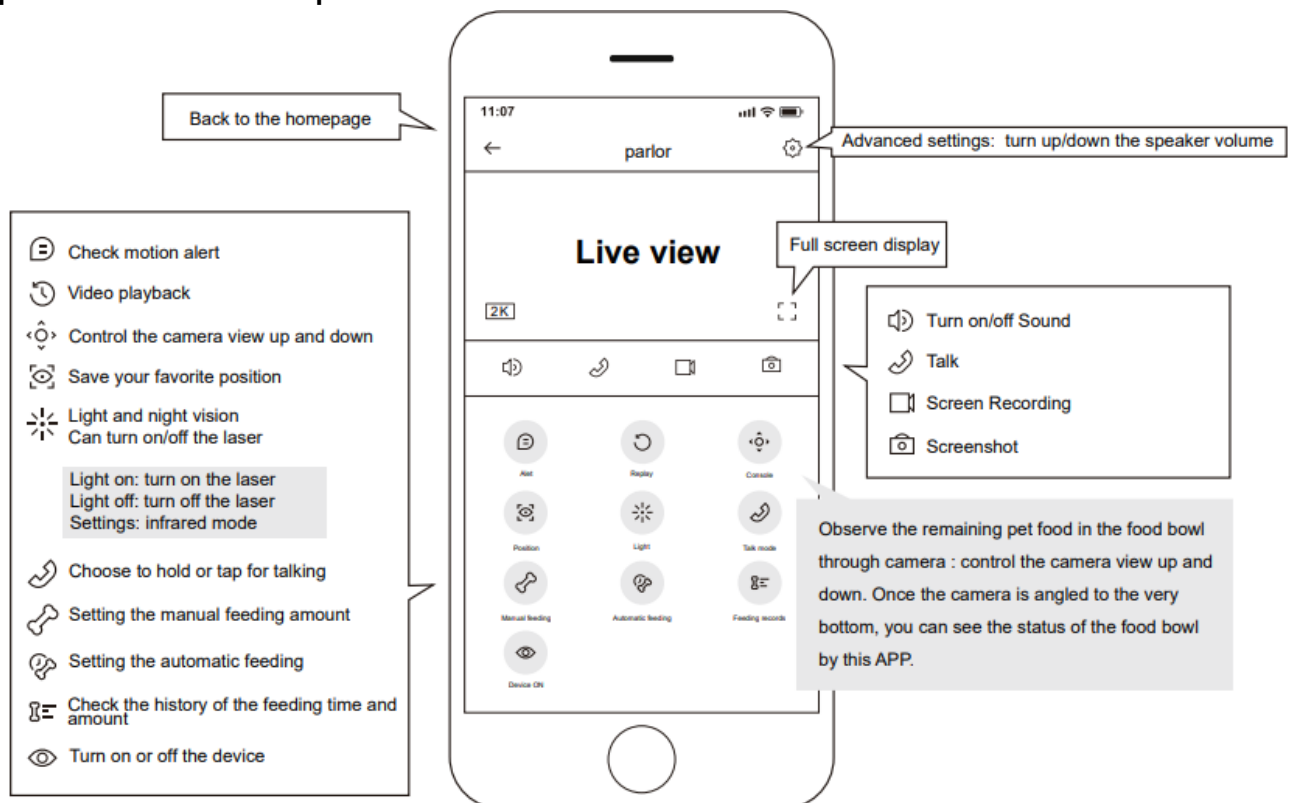 Back to the homepage
11:07
parlor
Advanced settings: turn up/down the speaker volume
Live view
Full screen display
2K
Check motion alert
Video playback
Control the camera view up and down
Save your favorite position
Light and night vision
Can turn on/off the laser
Light on: turn on the laser
Light off: turn off the laser
Settings: infrared mode
Choose to hold or tap for talking
Setting the manual feeding amount
Setting the automatic feeding
Check the history of the feeding time and
amount
Turn on or off the device
Alert
Replay
Console
Position
Light
Talk mode
Manual feeding
Automatic feeding
Feeding records
Device ON
Turn on/off Sound
Talk
Screen Recording
Screenshot
Observe the remaining pet food in the food bowl
through camera : control the camera view up and
down. Once the camera is angled to the very
bottom, you can see the status of the food bowl
by this APP.